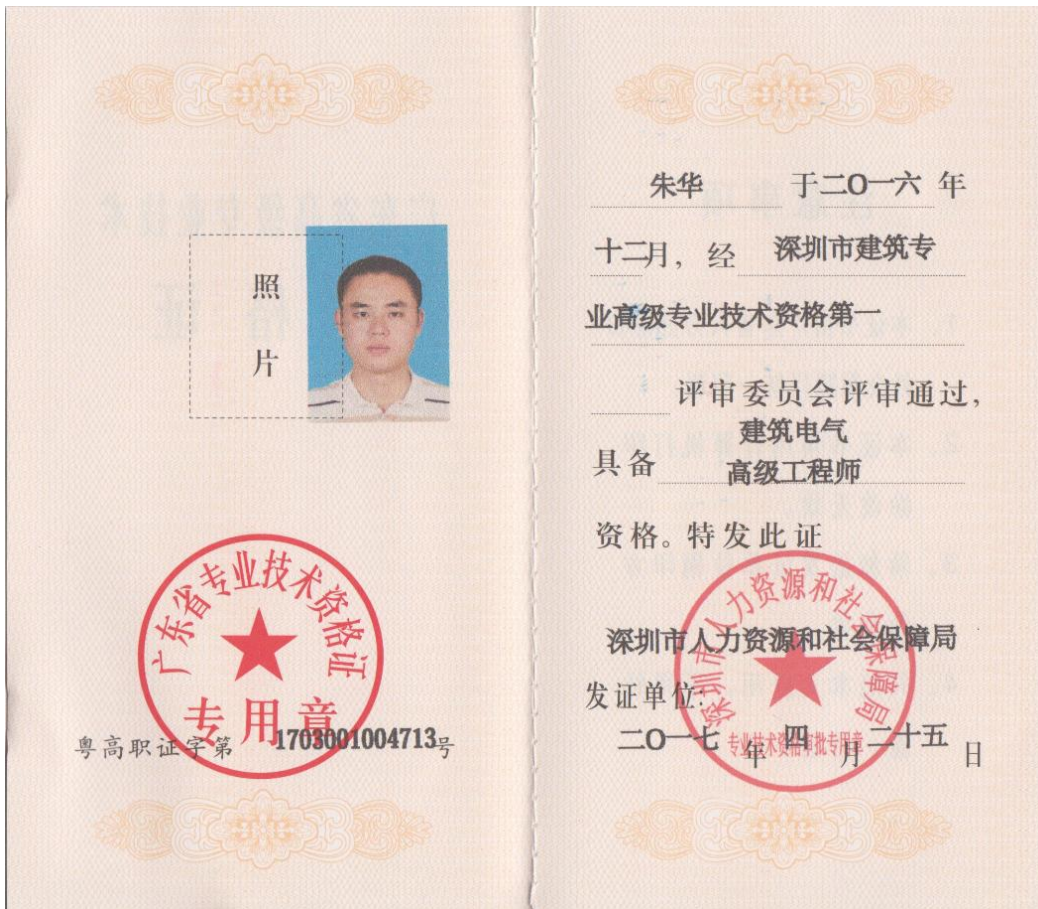 照
片
广东省专业技术资格证
专用章
粤高职证字第1703001004713号
朱华 于二O一六 年
十二月，经 深圳市建筑专
业高级专业技术资格第一
评审委员会评审通过，
建筑电气
具备 高级工程师
资格。特发此证
深圳市人力资源和社会保障局
深圳市人力资源和社会保障局
发证单位：
二O一七 年 四 月 二十五 日
专业技术资格审批专用章